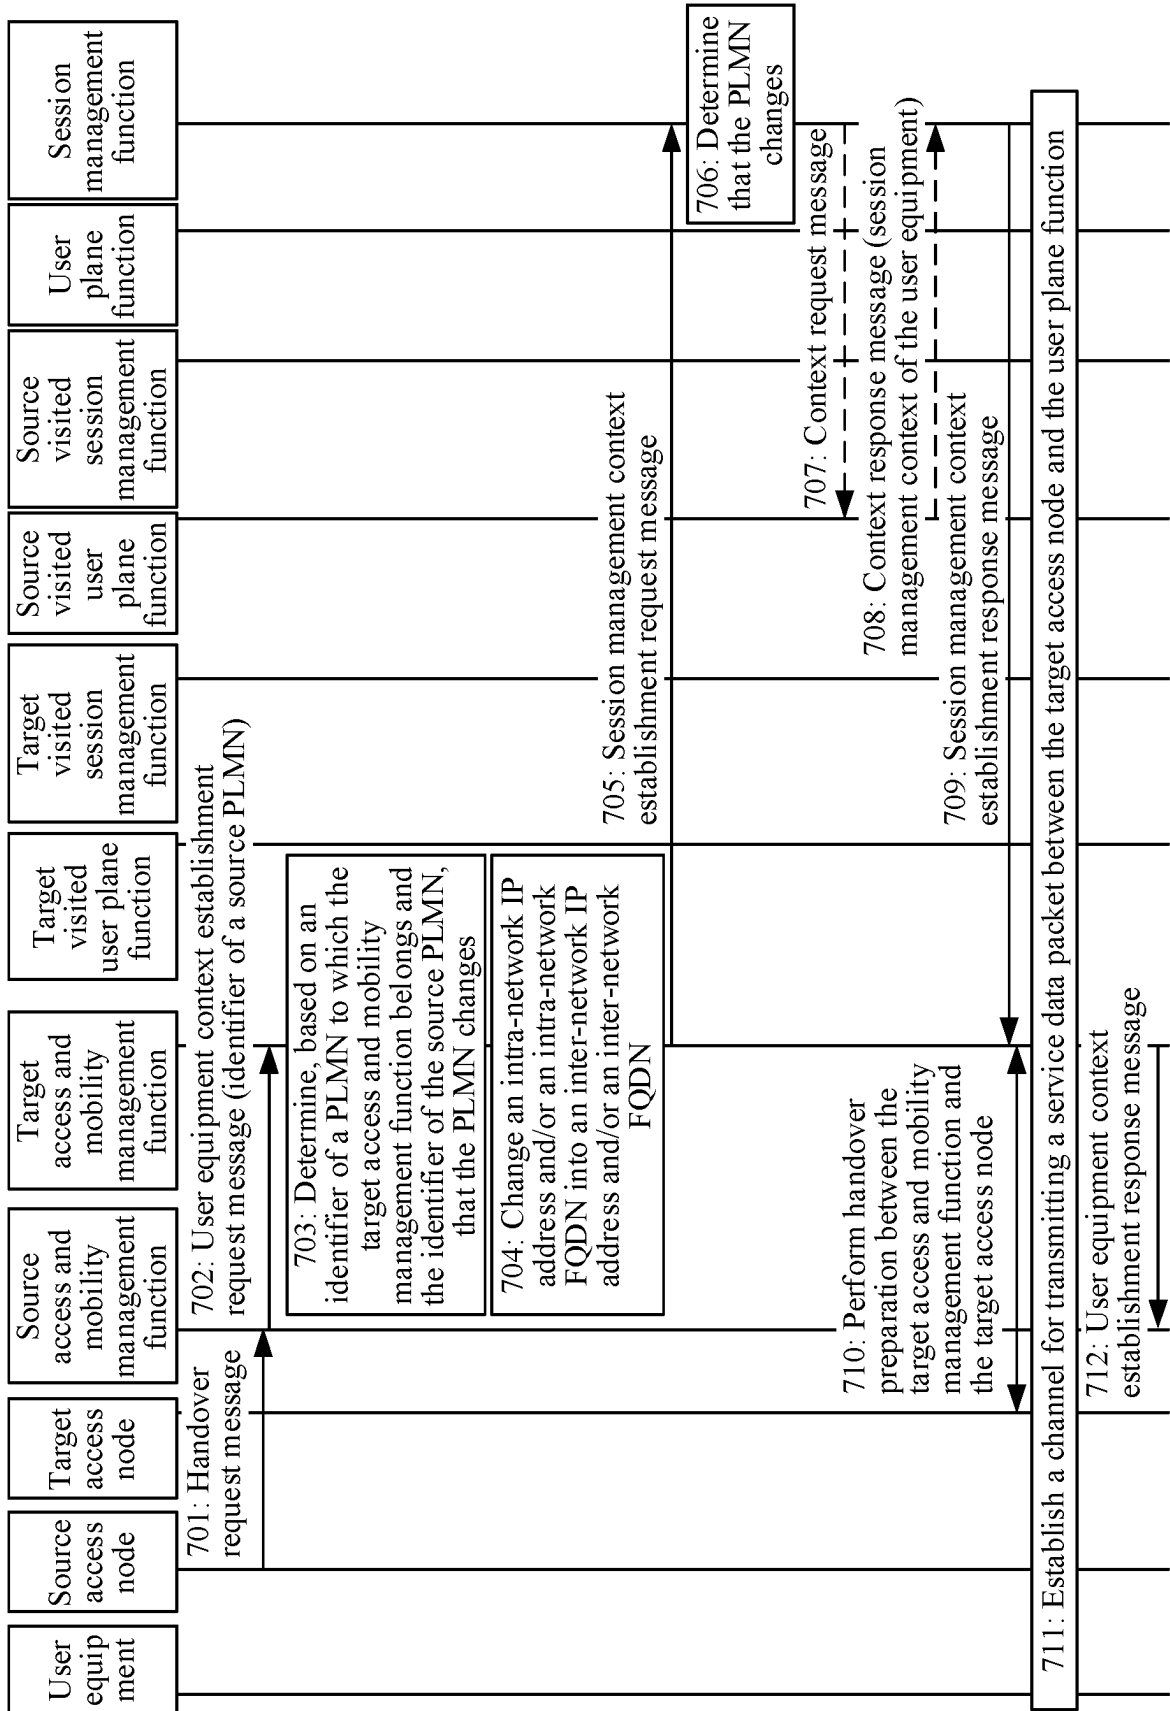 User
equip
ment
Source
access
node
Target
access
node
Source
access and
mobility
management
function
Target
access and
mobility
management
function
Target
visited
user plane
function
Target
visited
session
management
function
Source
visited
user
plane
function
Source
visited
session
management
function
User
plane
function
Session
management
function
701: Handover
request message
702: User equipment context establishment
request message (identifier of a source PLMN)
703: Determine, based on an
identifier of a PLMN to which the
target access and mobility
management function belongs and
the identifier of the source PLMN,
that the PLMN changes
704: Change an intra-network IP
address and/or an intra-network
FQDN into an inter-network IP
address and/or an inter-network
FQDN
705: Session management context
establishment request message
706: Determine
that the PLMN
changes
707: Context request message
708: Context response message (session
management context of the user equipment)
709: Session management context
establishment response message
710: Perform handover
preparation between the
target access and mobility
management function and
the target access node
711: Establish a channel for transmitting a service data packet between the target access node and the user plane function
712: User equipment context
establishment response message